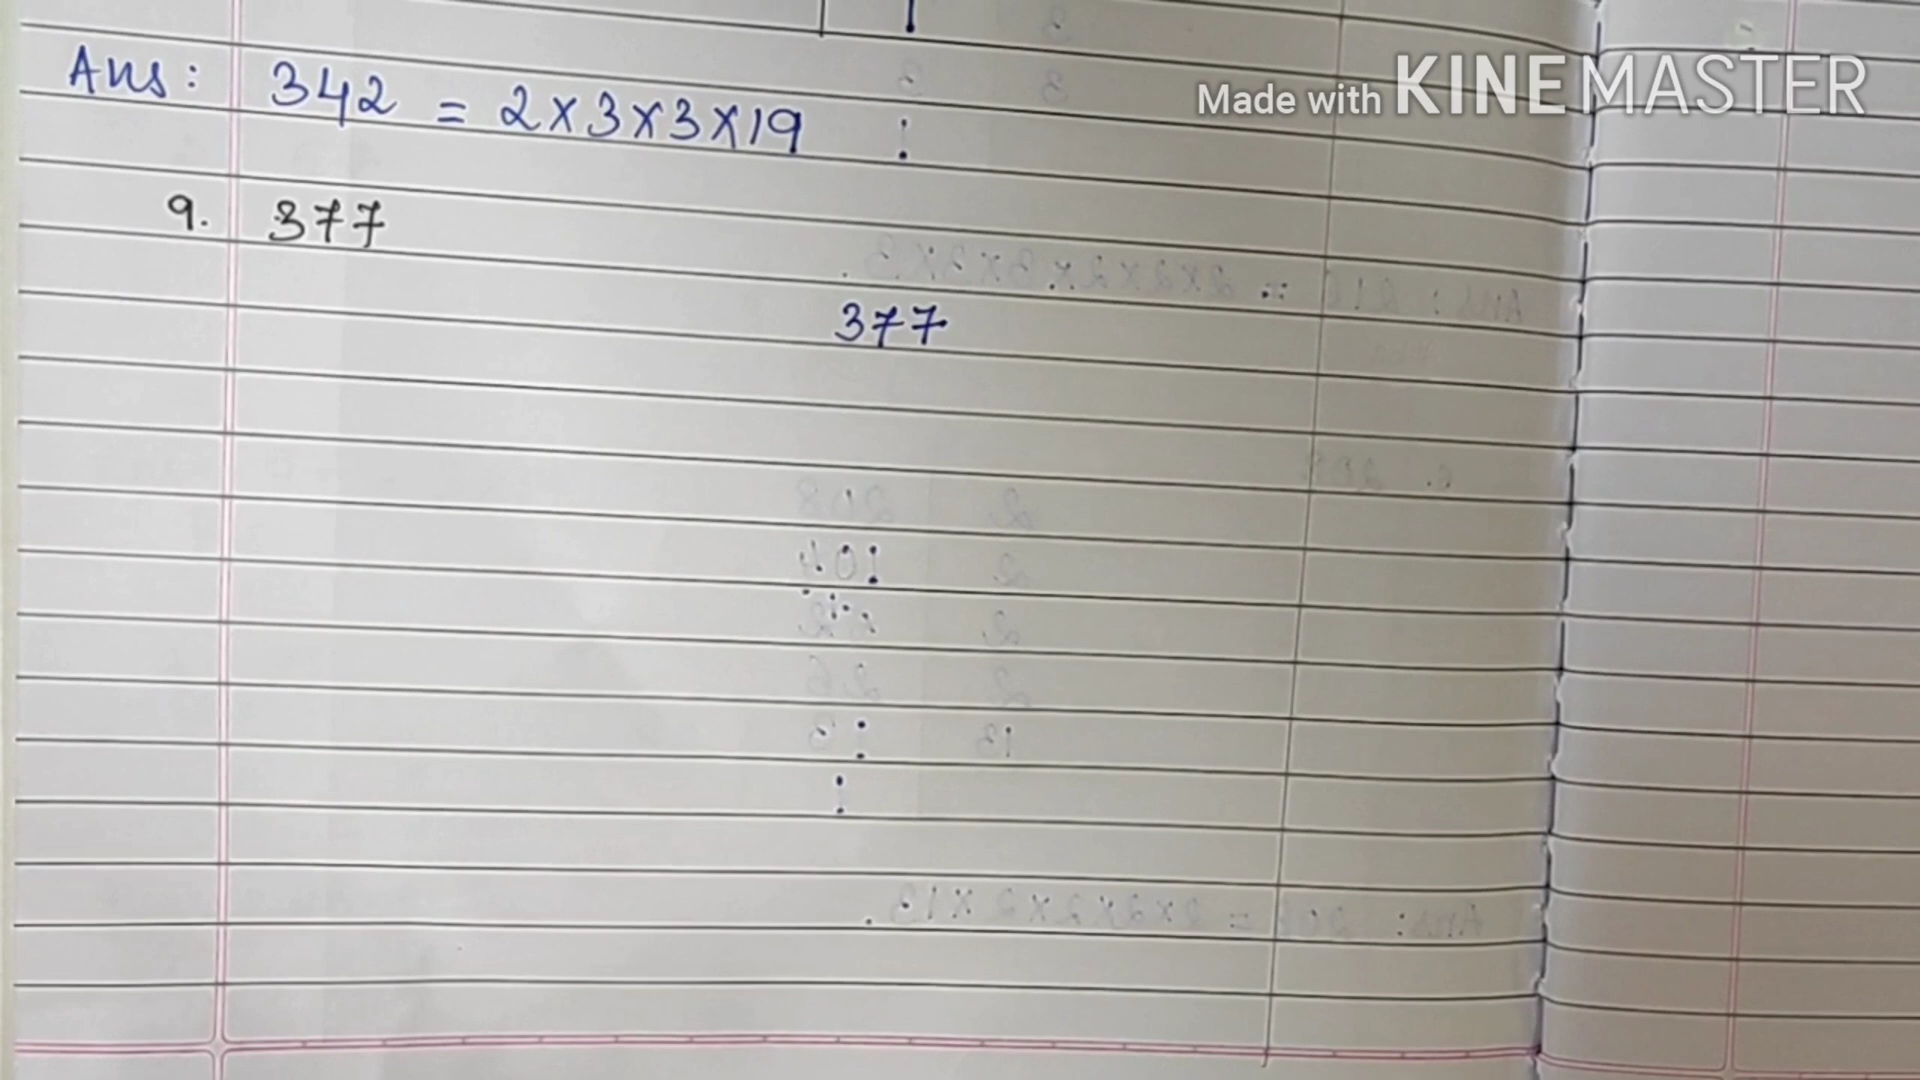 Made with KINEMASTER
Ans: 342 = 2×3×3×19
9. 377
377